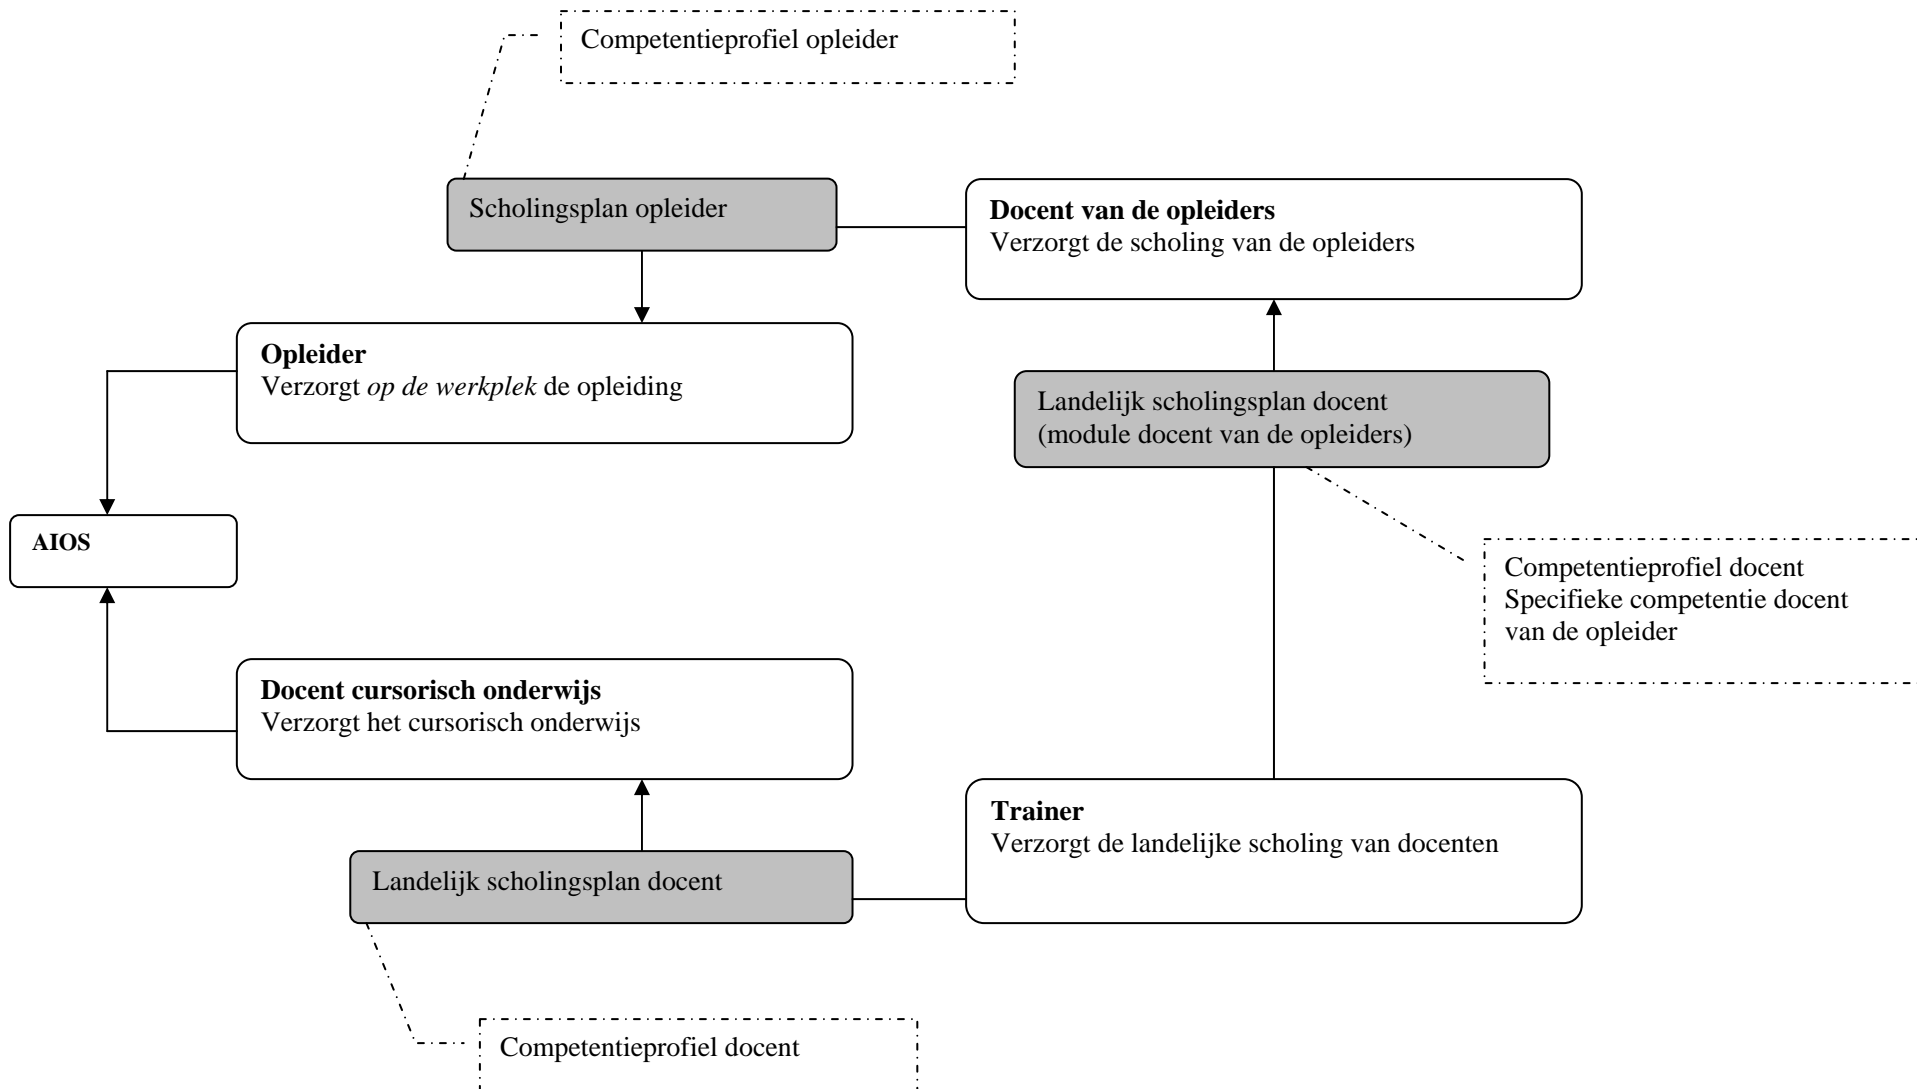 Competentieprofiel opleider
Scholingsplan opleider
Docent van de opleiders
Verzorgt de scholing van de opleiders
Opleider
Verzorgt op de werkplek de opleiding
Landelijk scholingsplan docent
(module docent van de opleiders)
AIOS
Competentieprofiel docent
Specifieke competentie docent
van de opleider
Docent cursorisch onderwijs
Verzorgt het cursorisch onderwijs
Trainer
Verzorgt de landelijke scholing van docenten
Landelijk scholingsplan docent
Competentieprofiel docent